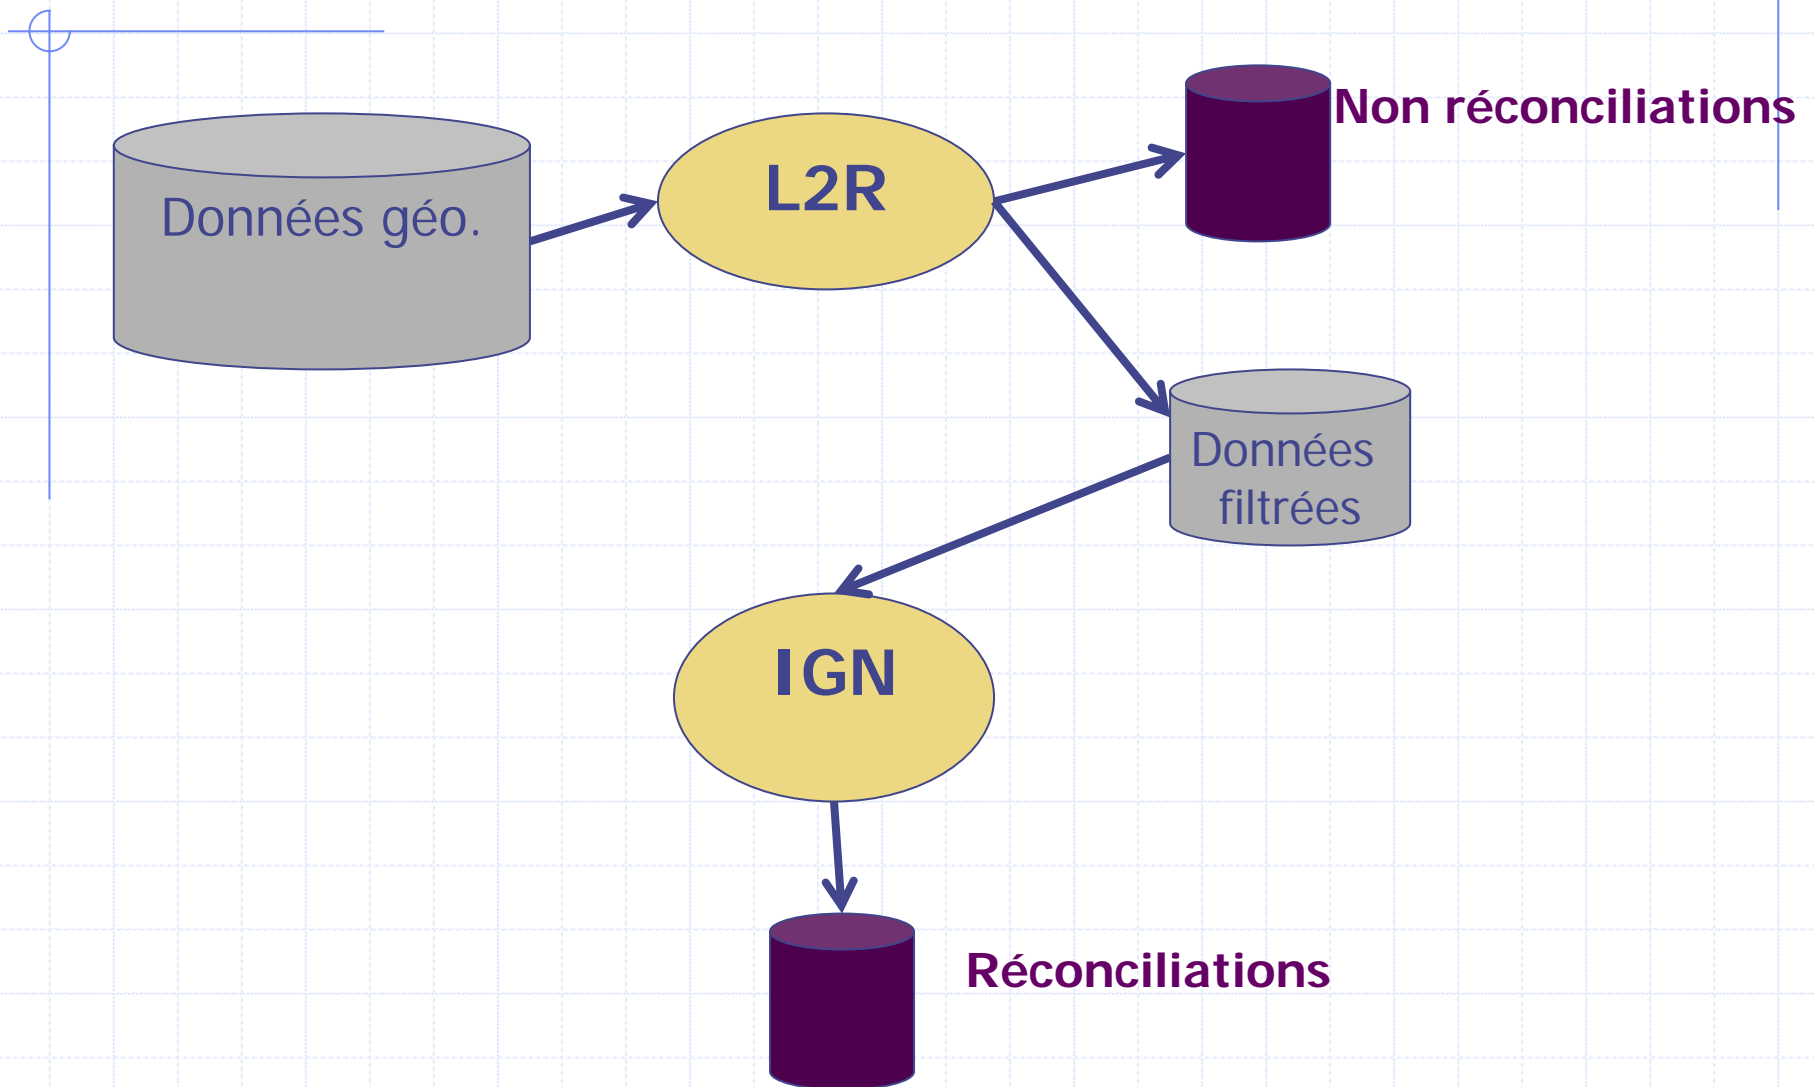 Non réconciliations
Données géo.
L2R
Données
filtrées
IGN
Réconciliations